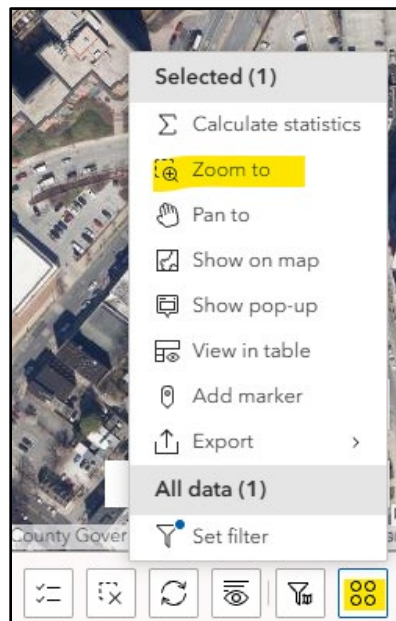 Selected (1)
Calculate statistics
Zoom to
Pan to
Show on map
Show pop-up
View in table
Add marker
Export
All data (1)
County Gover
Set filter